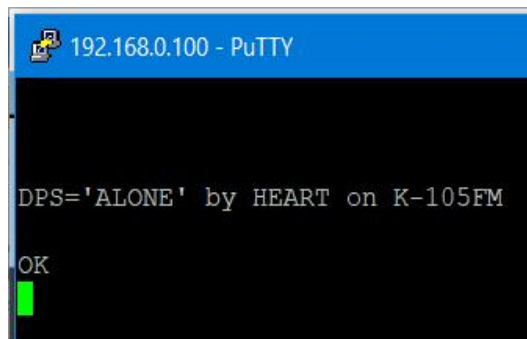 192.168.0.100 - PuTTY
DPS='ALONE' by HEART on K-105FM
OK